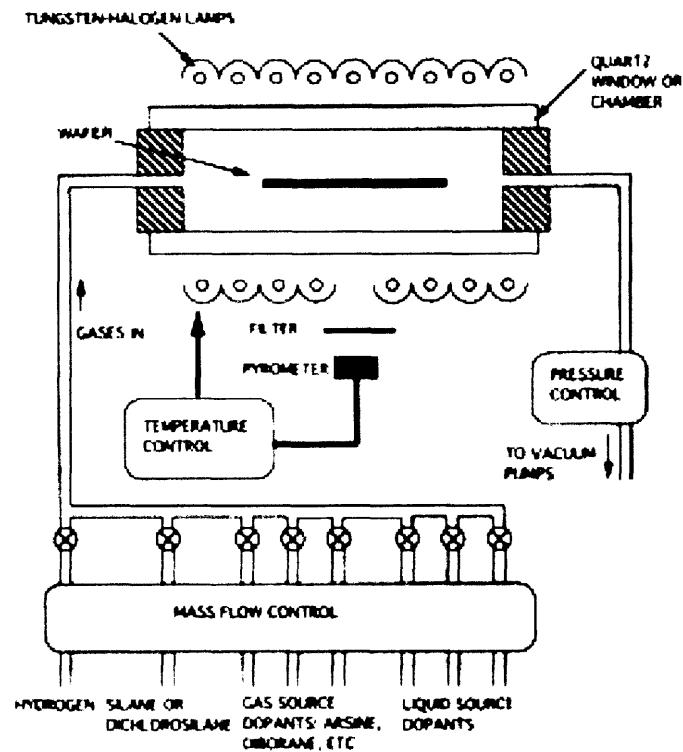 TUNGSTEN-HALOGEN LAMPS
QUARTZ
WINDOW OR
CHAMBER
WAFER
GASES IN
FILTER
PYROMETER
TEMPERATURE
CONTROL
PRESSURE
CONTROL
TO VACUUM
PUMPS
MASS FLOW CONTROL
HYDROGEN
SILANE OR
DICHLOROSILANE
GAS SOURCE
DOPANTS: ARSINE,
DIBORANE, ETC
LIQUID SOURCE
DOPANTS